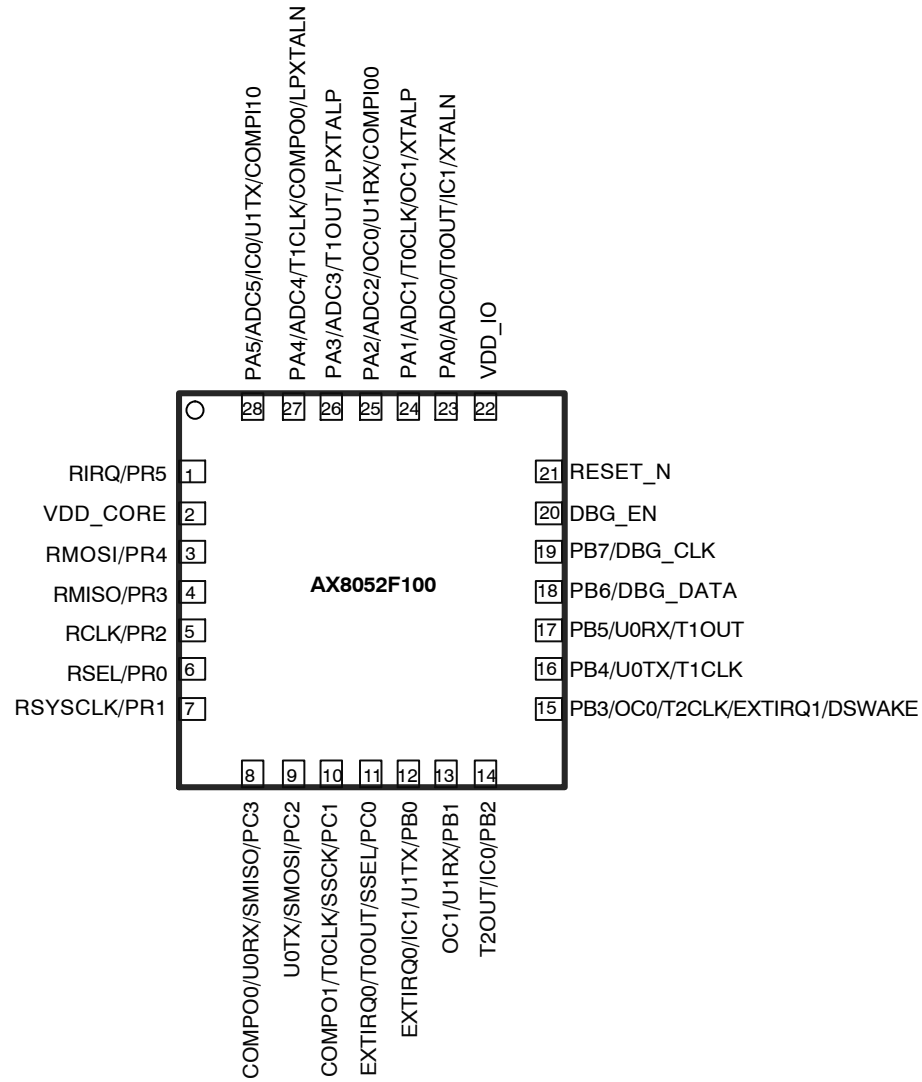 PA5/ADC5/IC0/U1TX/COMPI10
PA4/ADC4/T1CLK/COMPO0/LPXTALN
PA3/ADC3/T1OUT/LPXTALP
PA2/ADC2/OC0/U1RX/COMPI00
PA1/ADC1/T0CLK/OC1/XTALP
PA0/ADC0/T0OUT/IC1/XTALN
VDD_IO
28
27
26
25
24
23
22
RIRQ/PR5
1
VDD_CORE
2
RMOSI/PR4
3
RMISO/PR3
4
RCLK/PR2
5
RSEL/PR0
6
RSYSCLK/PR1
7
AX8052F100
21
RESET_N
20
DBG_EN
19
PB7/DBG_CLK
18
PB6/DBG_DATA
17
PB5/U0RX/T1OUT
16
PB4/U0TX/T1CLK
15
PB3/OC0/T2CLK/EXTIRQ1/DSWAKE
8
9
10
11
12
13
14
COMPO0/U0RX/SMISO/PC3
U0TX/SMOSI/PC2
COMPO1/T0CLK/SSCK/PC1
EXTIRQ0/T0OUT/SSEL/PC0
EXTIRQ0/IC1/U1TX/PB0
OC1/U1RX/PB1
T2OUT/IC0/PB2